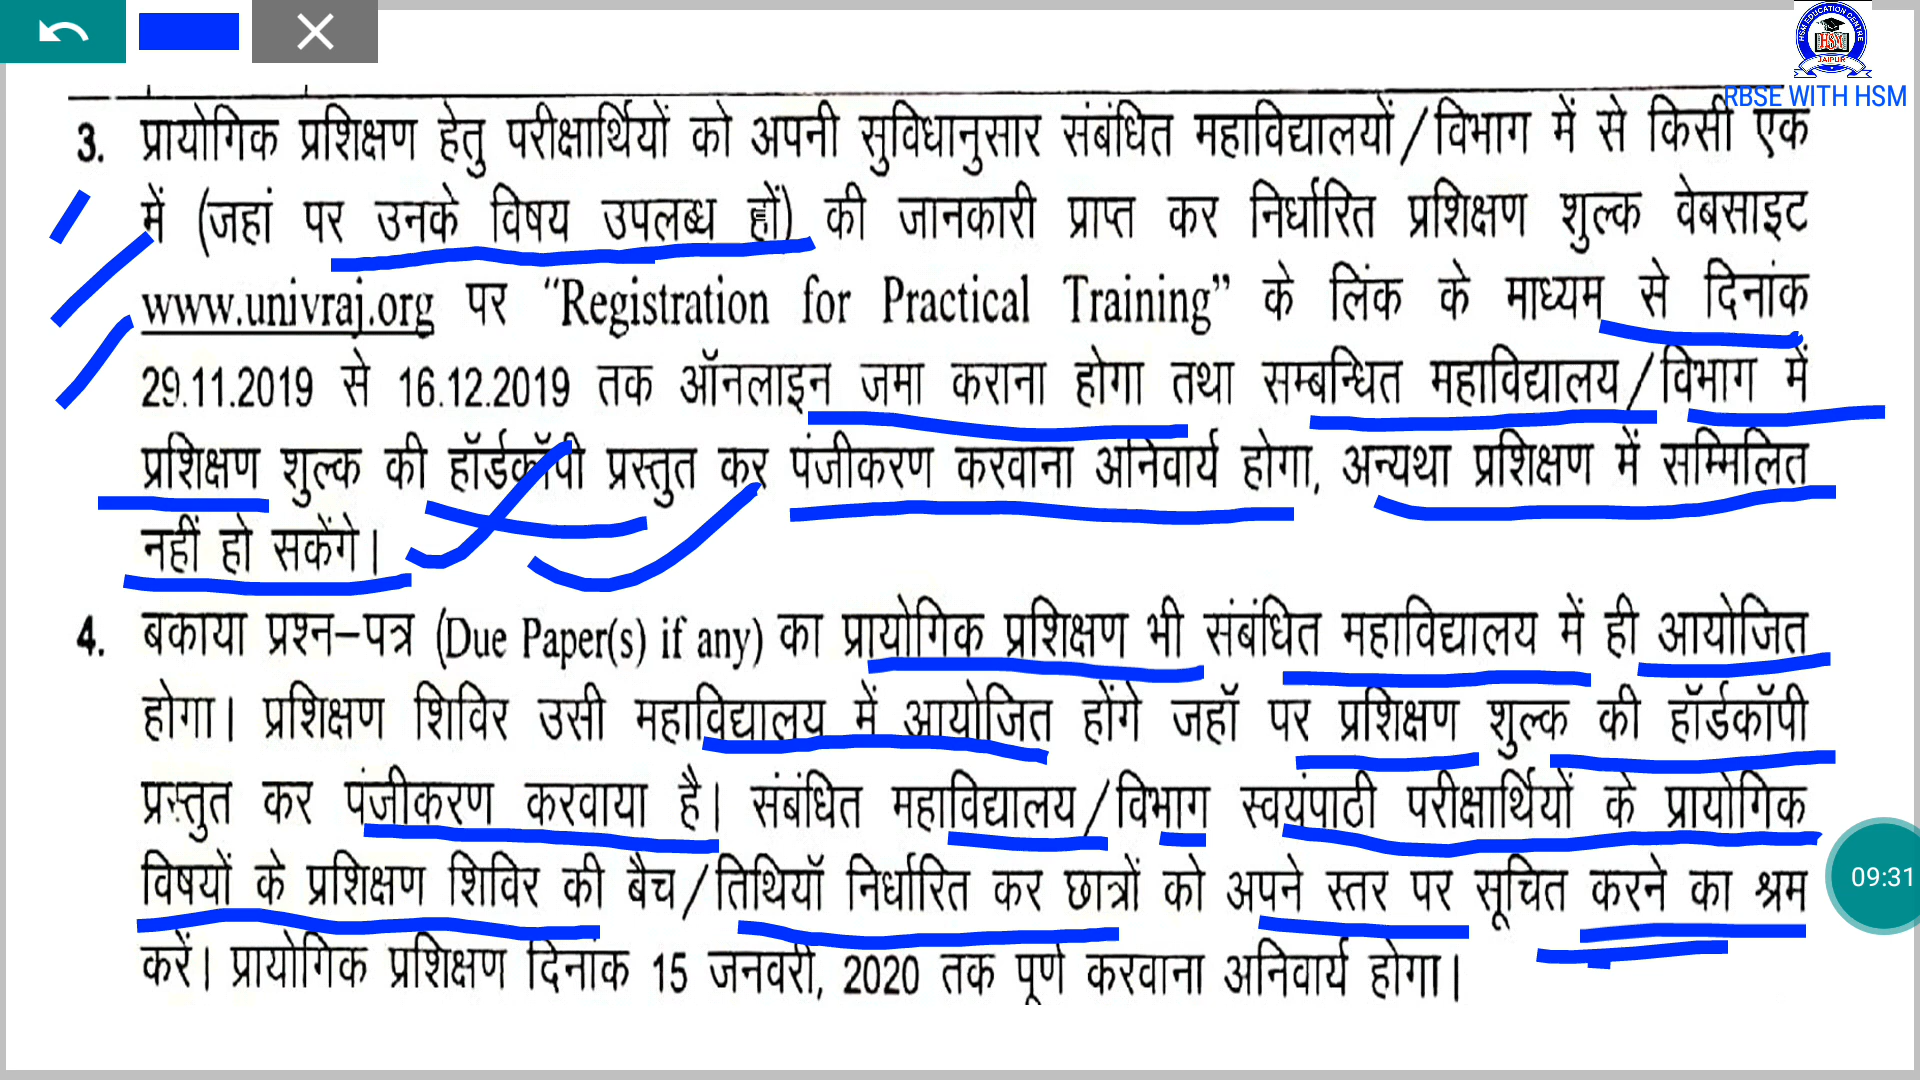 HSM EDUCATION CENTRE
HSM
JAIPUR
RBSE WITH HSM
3. प्रायोगिक प्रशिक्षण हेतु परीक्षार्थियों को अपनी सुविधानुसार संबंधित महाविद्यालयों/विभाग में से किसी एक
में (जहां पर उनके विषय उपलब्ध हों) की जानकारी प्राप्त कर निर्धारित प्रशिक्षण शुल्क वेबसाइट
www.univraj.org पर “Registration for Practical Training” के लिंक के माध्यम से दिनांक
29.11.2019 से 16.12.2019 तक ऑनलाइन जमा कराना होगा तथा सम्बन्धित महाविद्यालय/विभाग में
प्रशिक्षण शुल्क की हॉर्डकॉपी प्रस्तुत कर पंजीकरण करवाना अनिवार्य होगा, अन्यथा प्रशिक्षण में सम्मिलित
नहीं हो सकेंगे।
4. बकाया प्रश्न–पत्र (Due Paper(s) if any) का प्रायोगिक प्रशिक्षण भी संबंधित महाविद्यालय में ही आयोजित
होगा। प्रशिक्षण शिविर उसी महाविद्यालय में आयोजित होंगे जहॉ पर प्रशिक्षण शुल्क की हॉर्डकॉपी
प्रस्तुत कर पंजीकरण करवाया है। संबंधित महाविद्यालय/विभाग स्वयंपाठी परीक्षार्थियों के प्रायोगिक
विषयों के प्रशिक्षण शिविर की बैच/तिथियॉ निर्धारित कर छात्रों को अपने स्तर पर सूचित करने का श्रम
09:31
करें। प्रायोगिक प्रशिक्षण दिनांक 15 जनवरी, 2020 तक पूर्ण करवाना अनिवार्य होगा।